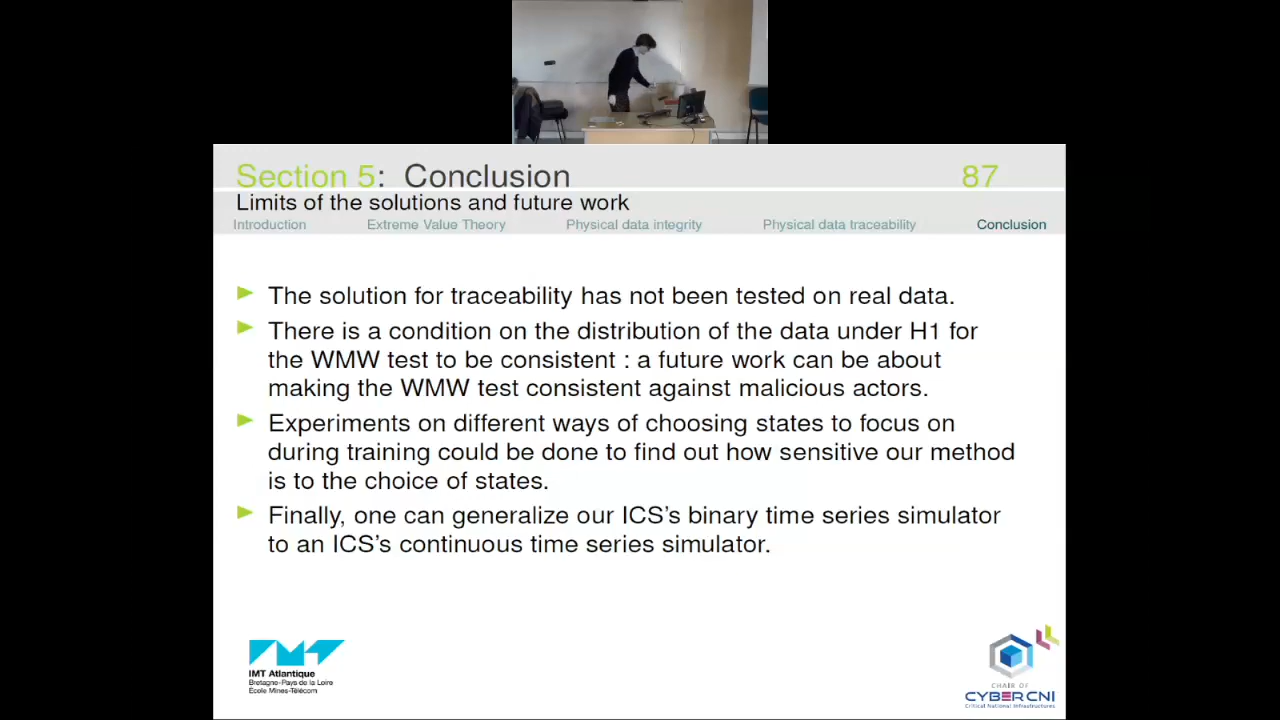 Section 5: Conclusion 87
Limits of the solutions and future work
Introduction Extreme Value Theory Physical data integrity Physical data traceability Conclusion
The solution for traceability has not been tested on real data.
There is a condition on the distribution of the data under H1 for
the WMW test to be consistent : a future work can be about
making the WMW test consistent against malicious actors.
Experiments on different ways of choosing states to focus on
during training could be done to find out how sensitive our method
is to the choice of states.
Finally, one can generalize our ICS's binary time series simulator
to an ICS's continuous time series simulator.
IMT Atlantique
Bretagne-Pays de la Loire
École Mines-Télécom
CHAIR OF
CYBERCNI
Critical National Infrastructures